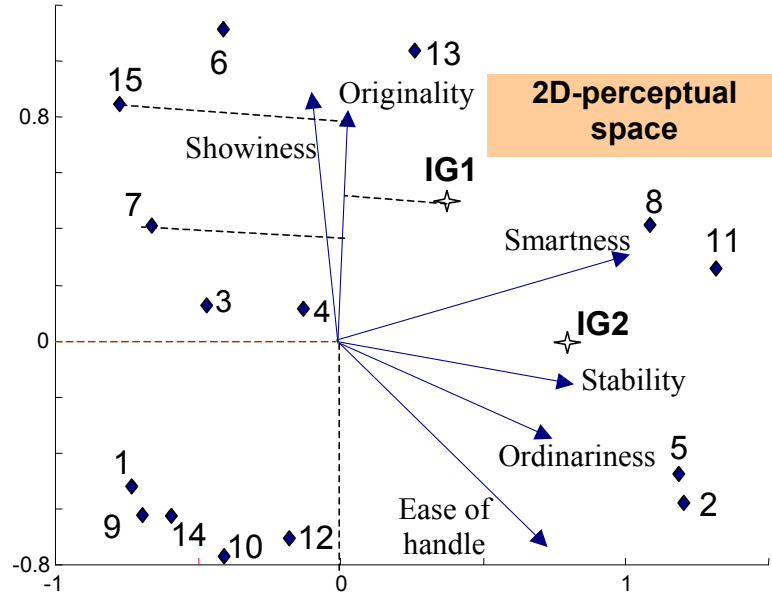 6
13
15
Originality
2D-perceptual
space
0.8
Showiness
IG1
7
8
Smartness
11
3
4
0
IG2
Stability
5
Ordinariness
1
2
9
14
10
12
Ease of
handle
-0.8
-1
0
1